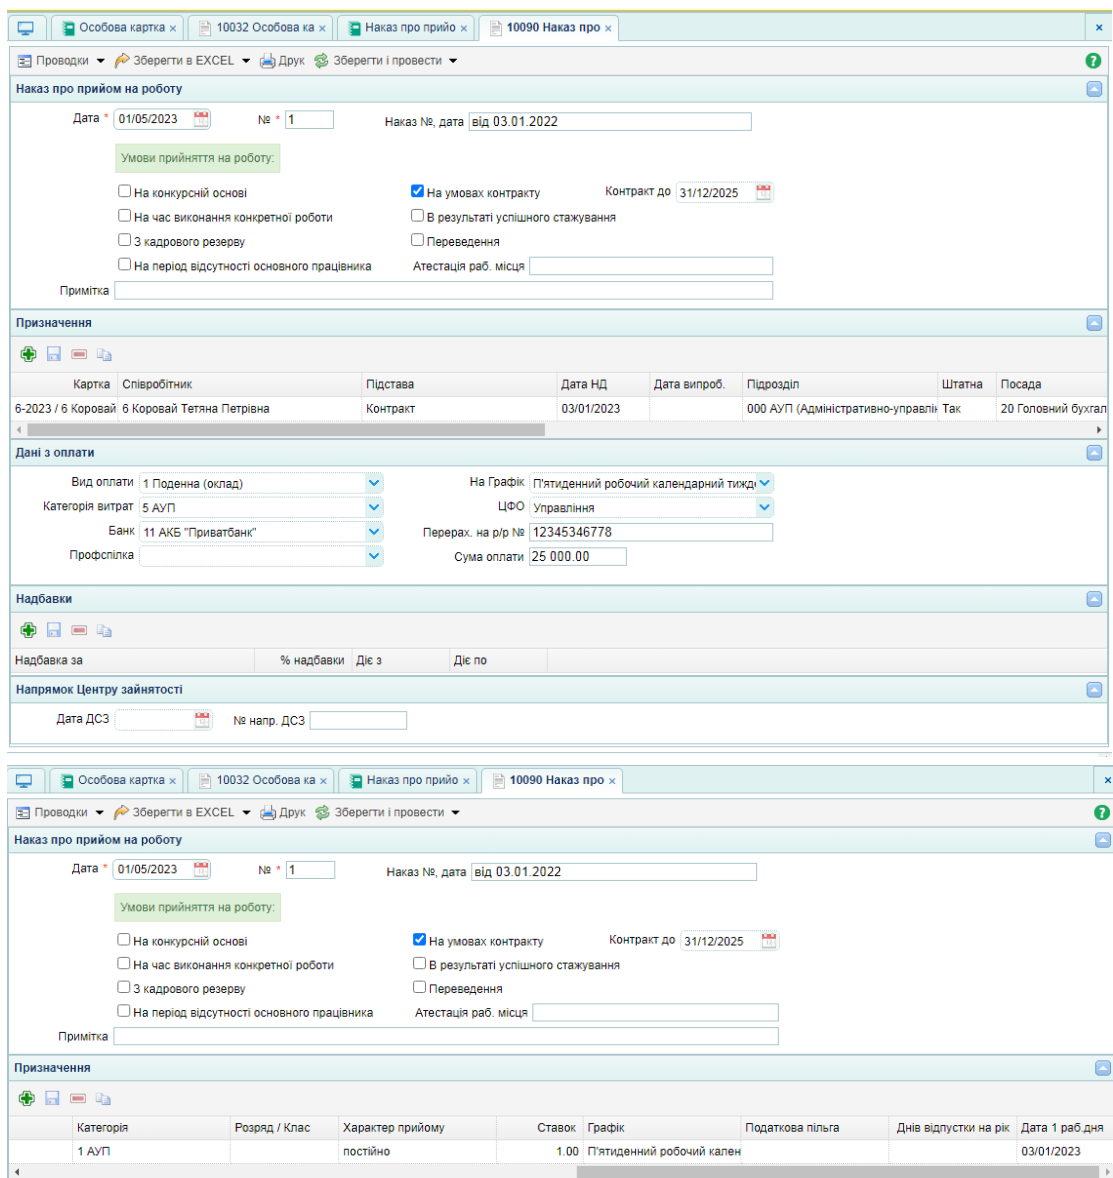 Особова картка × 10032 Особова ка × Наказ про прийо × 10090 Наказ про × ×
Проводки Зберегти в EXCEL Друк Зберегти і провести ?
Наказ про прийом на роботу
Дата * 01/05/2023 № * 1 Наказ №, дата від 03.01.2022
Умови прийняття на роботу:
На конкурсній основі На умовах контракту Контракт до 31/12/2025
На час виконання конкретної роботи В результаті успішного стажування
З кадрового резерву Переведення
На період відсутності основного працівника Атестація раб. місця
Примітка
Призначення
Картка Співробітник Підстава Дата НД Дата випроб. Підрозділ Штатна Посада
6-2023 / 6 Коровай 6 Коровай Тетяна Петрівна Контракт 03/01/2023 000 АУП (Адміністративно-управлін Так 20 Головний бухгал
Дані з оплати
Вид оплати 1 Поденна (оклад) На Графік П'ятиденний робочий календарний тижд
Категорія витрат 5 АУП ЦФО Управління
Банк 11 АКБ "Приватбанк" Перерах. на р/р № 12345346778
Профспілка Сума оплати 25 000.00
Надбавки
Надбавка за % надбавки Діє з Діє по
Напрямок Центру зайнятості
Дата ДСЗ № напр. ДСЗ
Особова картка × 10032 Особова ка × Наказ про прийо × 10090 Наказ про × ×
Проводки Зберегти в EXCEL Друк Зберегти і провести ?
Наказ про прийом на роботу
Дата * 01/05/2023 № * 1 Наказ №, дата від 03.01.2022
Умови прийняття на роботу:
На конкурсній основі На умовах контракту Контракт до 31/12/2025
На час виконання конкретної роботи В результаті успішного стажування
З кадрового резерву Переведення
На період відсутності основного працівника Атестація раб. місця
Примітка
Призначення
Категорія Розряд / Клас Характер прийому Ставок Графік Податкова пільга Днів відпустки на рік Дата 1 раб.дня
1 АУП постійно 1.00 П'ятиденний робочий кален 03/01/2023